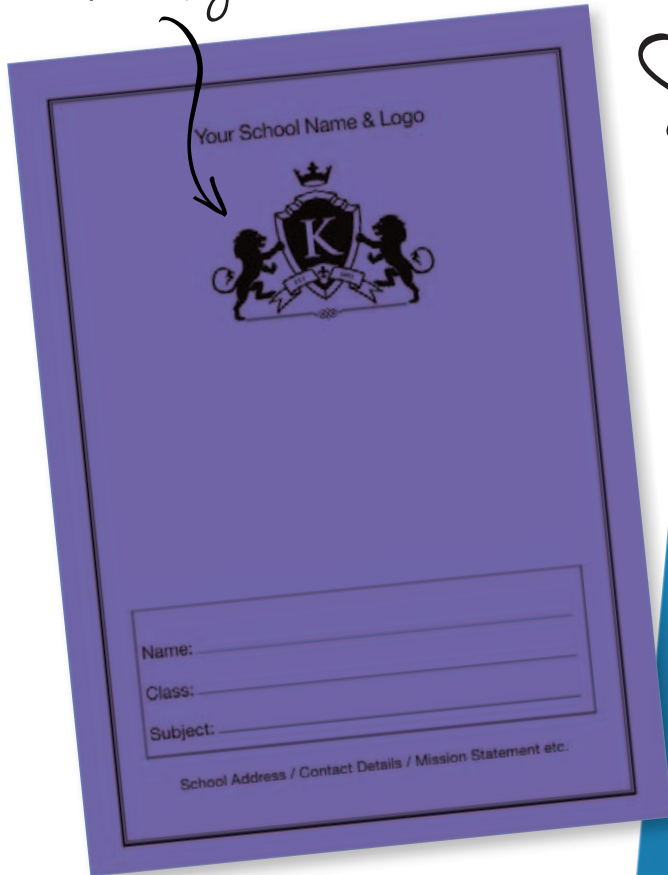 Your School Name & Logo
K
Name:
Class:
Subject:
School Address / Contact Details / Mission Statement etc.